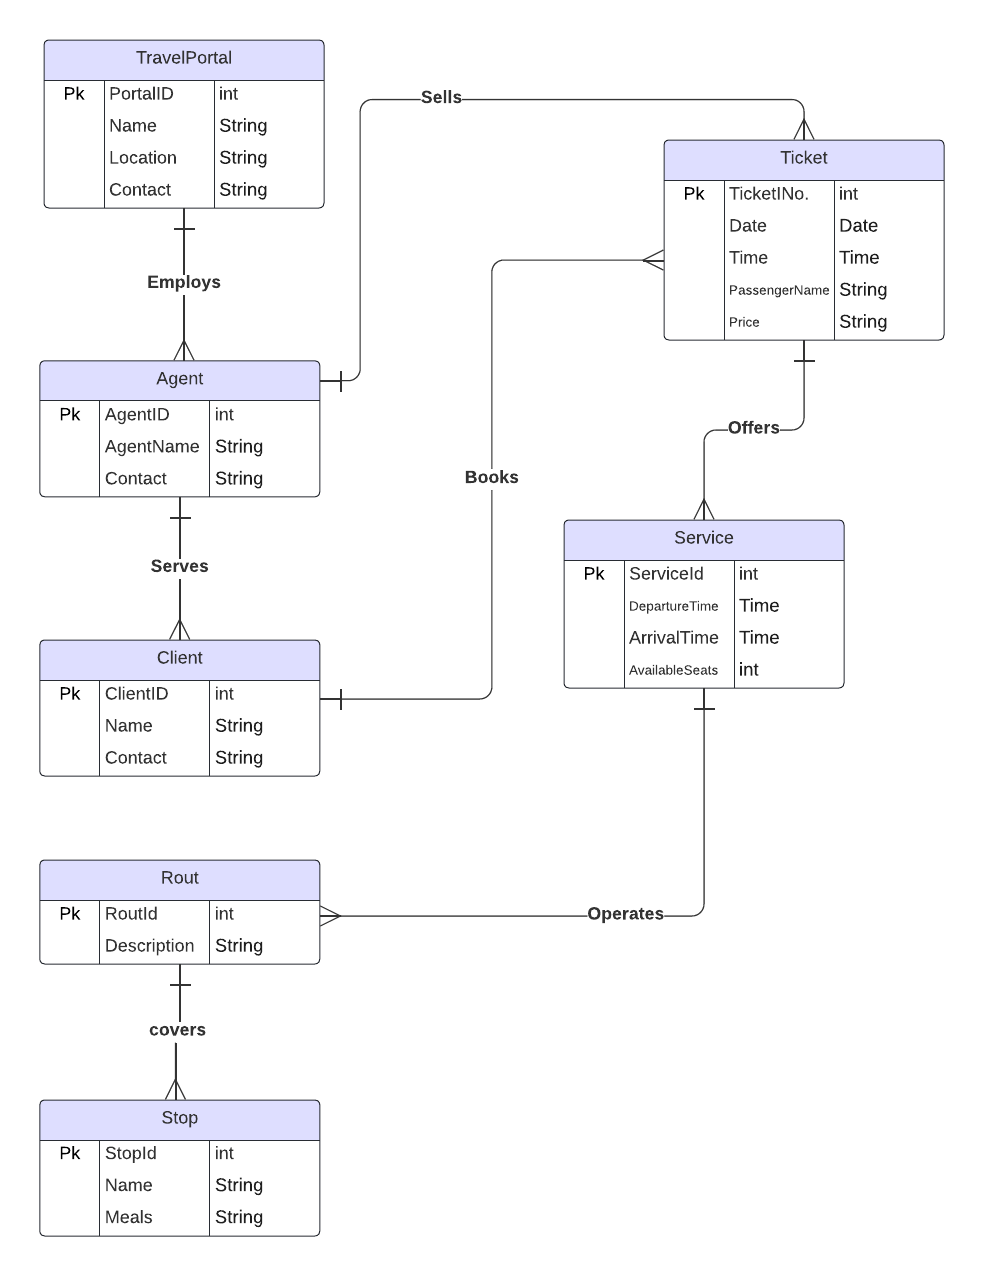 TravelPortal
Pk PortalID int
Name String
Location String
Contact String
Sells
Ticket
Pk TicketINo. int
Date Date
Time Time
PassengerName String
Price String
Employs
Agent
Pk AgentID int
AgentName String
Contact String
Offers
Books
Service
Pk ServiceId int
DepartureTime Time
ArrivalTime Time
AvailableSeats int
Serves
Client
Pk ClientID int
Name String
Contact String
Rout
Pk RoutId int
Description String
Operates
covers
Stop
Pk StopId int
Name String
Meals String